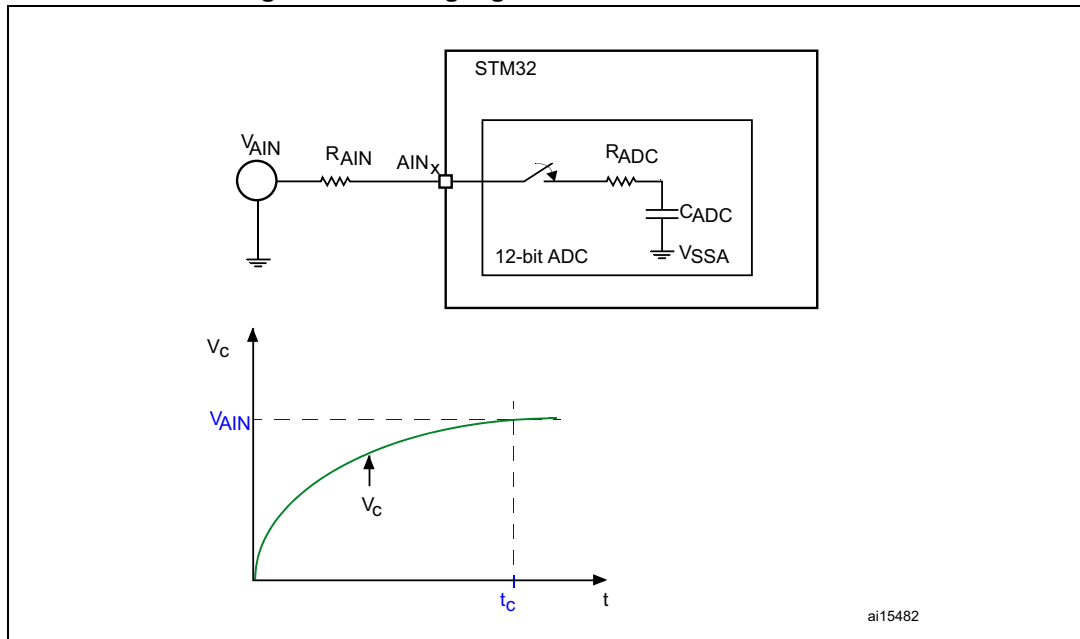 STM32
VAIN
RAIN
AINx
RADC
CADC
VSSA
12-bit ADC
VC
VAIN
VC
tC
t
ai15482